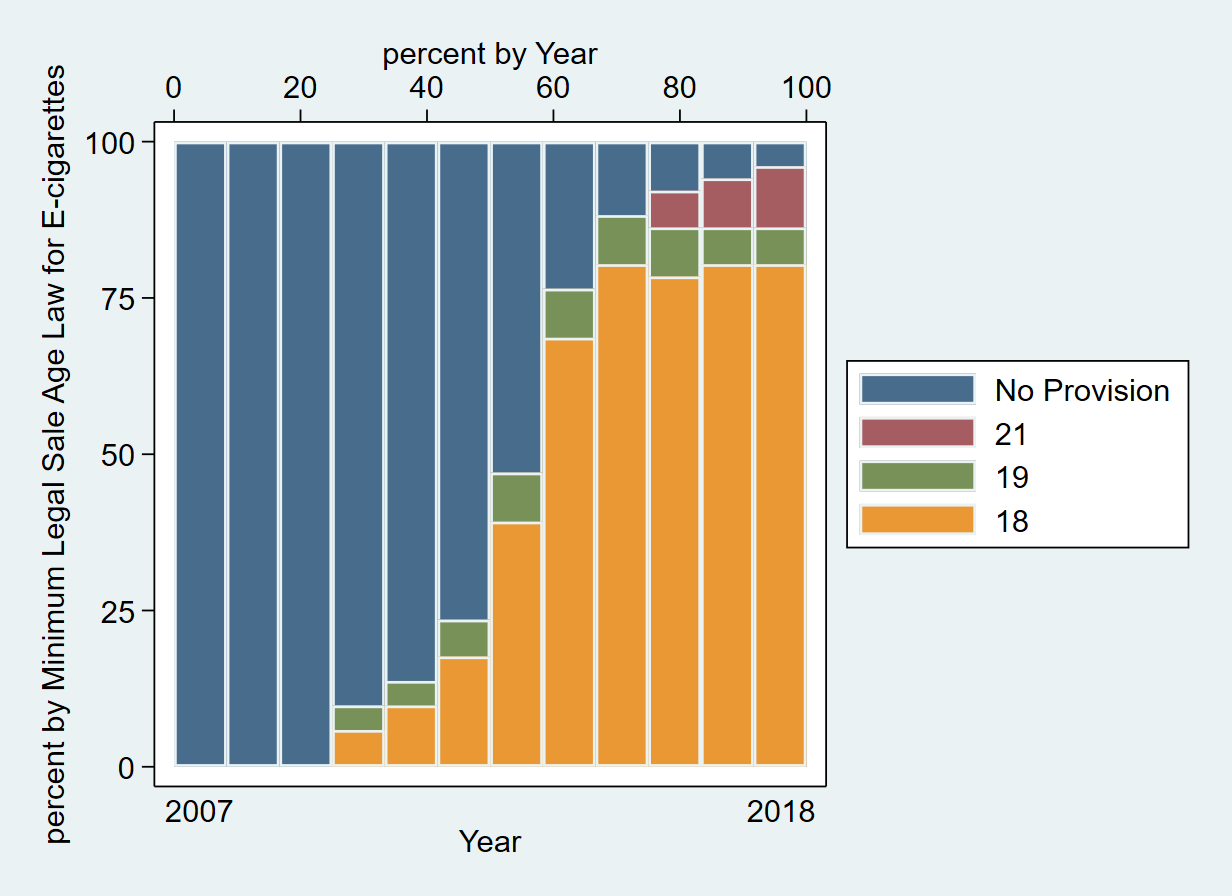 percent by Year
0 20 40 60 80 100
percent by Minimum Legal Sale Age Law for E-cigarettes
100
75
50
25
0
No Provision
21
19
18
2007 2018
Year